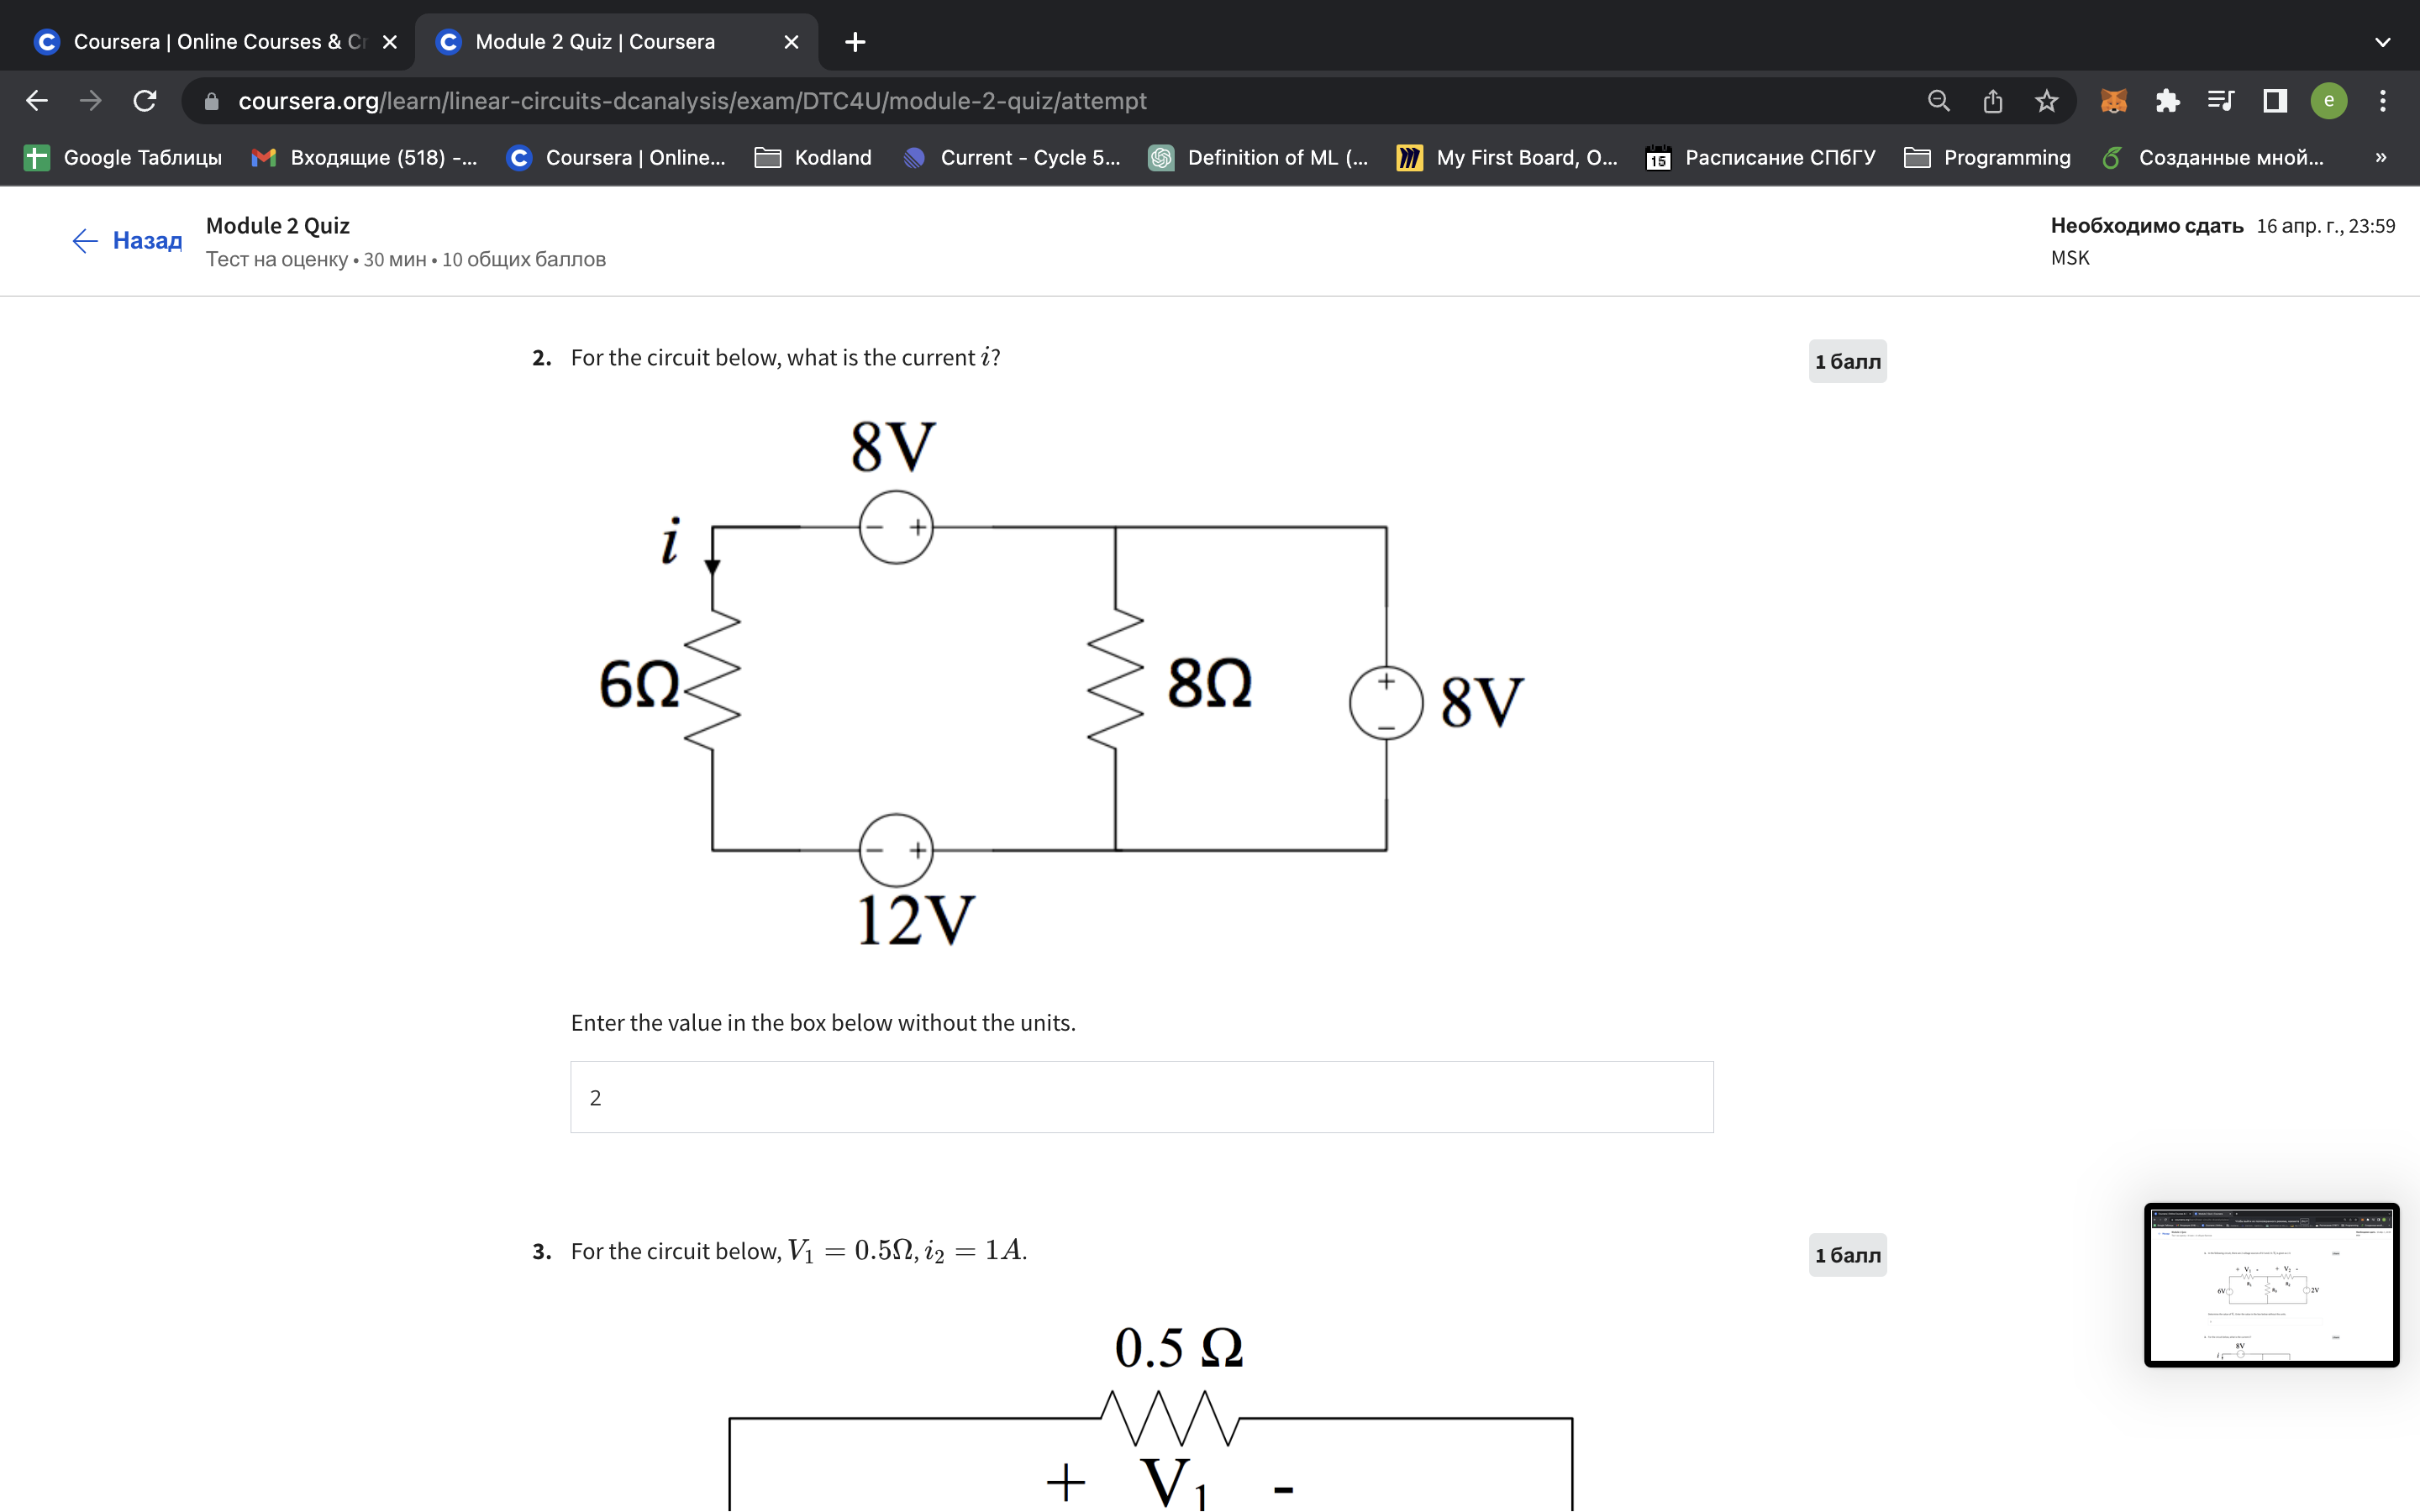 Coursera | Online Courses & Cr
Module 2 Quiz | Coursera
coursera.org/learn/linear-circuits-dcanalysis/exam/DTC4U/module-2-quiz/attempt
e
Google Таблицы
Входящие (518) -...
Coursera | Online...
Kodland
Current - Cycle 5...
Definition of ML (...
My First Board, O...
15
Расписание СПбГУ
Programming
Созданные мной...
»
Назад
Module 2 Quiz
Тест на оценку • 30 мин • 10 общих баллов
Необходимо сдать 16 апр. г., 23:59
MSK
2. For the circuit below, what is the current i?
1 балл
8V
i
− +
6Ω
8Ω
+
−
8V
− +
12V
Enter the value in the box below without the units.
2
3. For the circuit below, V₁ = 0.5Ω, i₂ = 1A.
1 балл
0.5 Ω
+ V₁ -